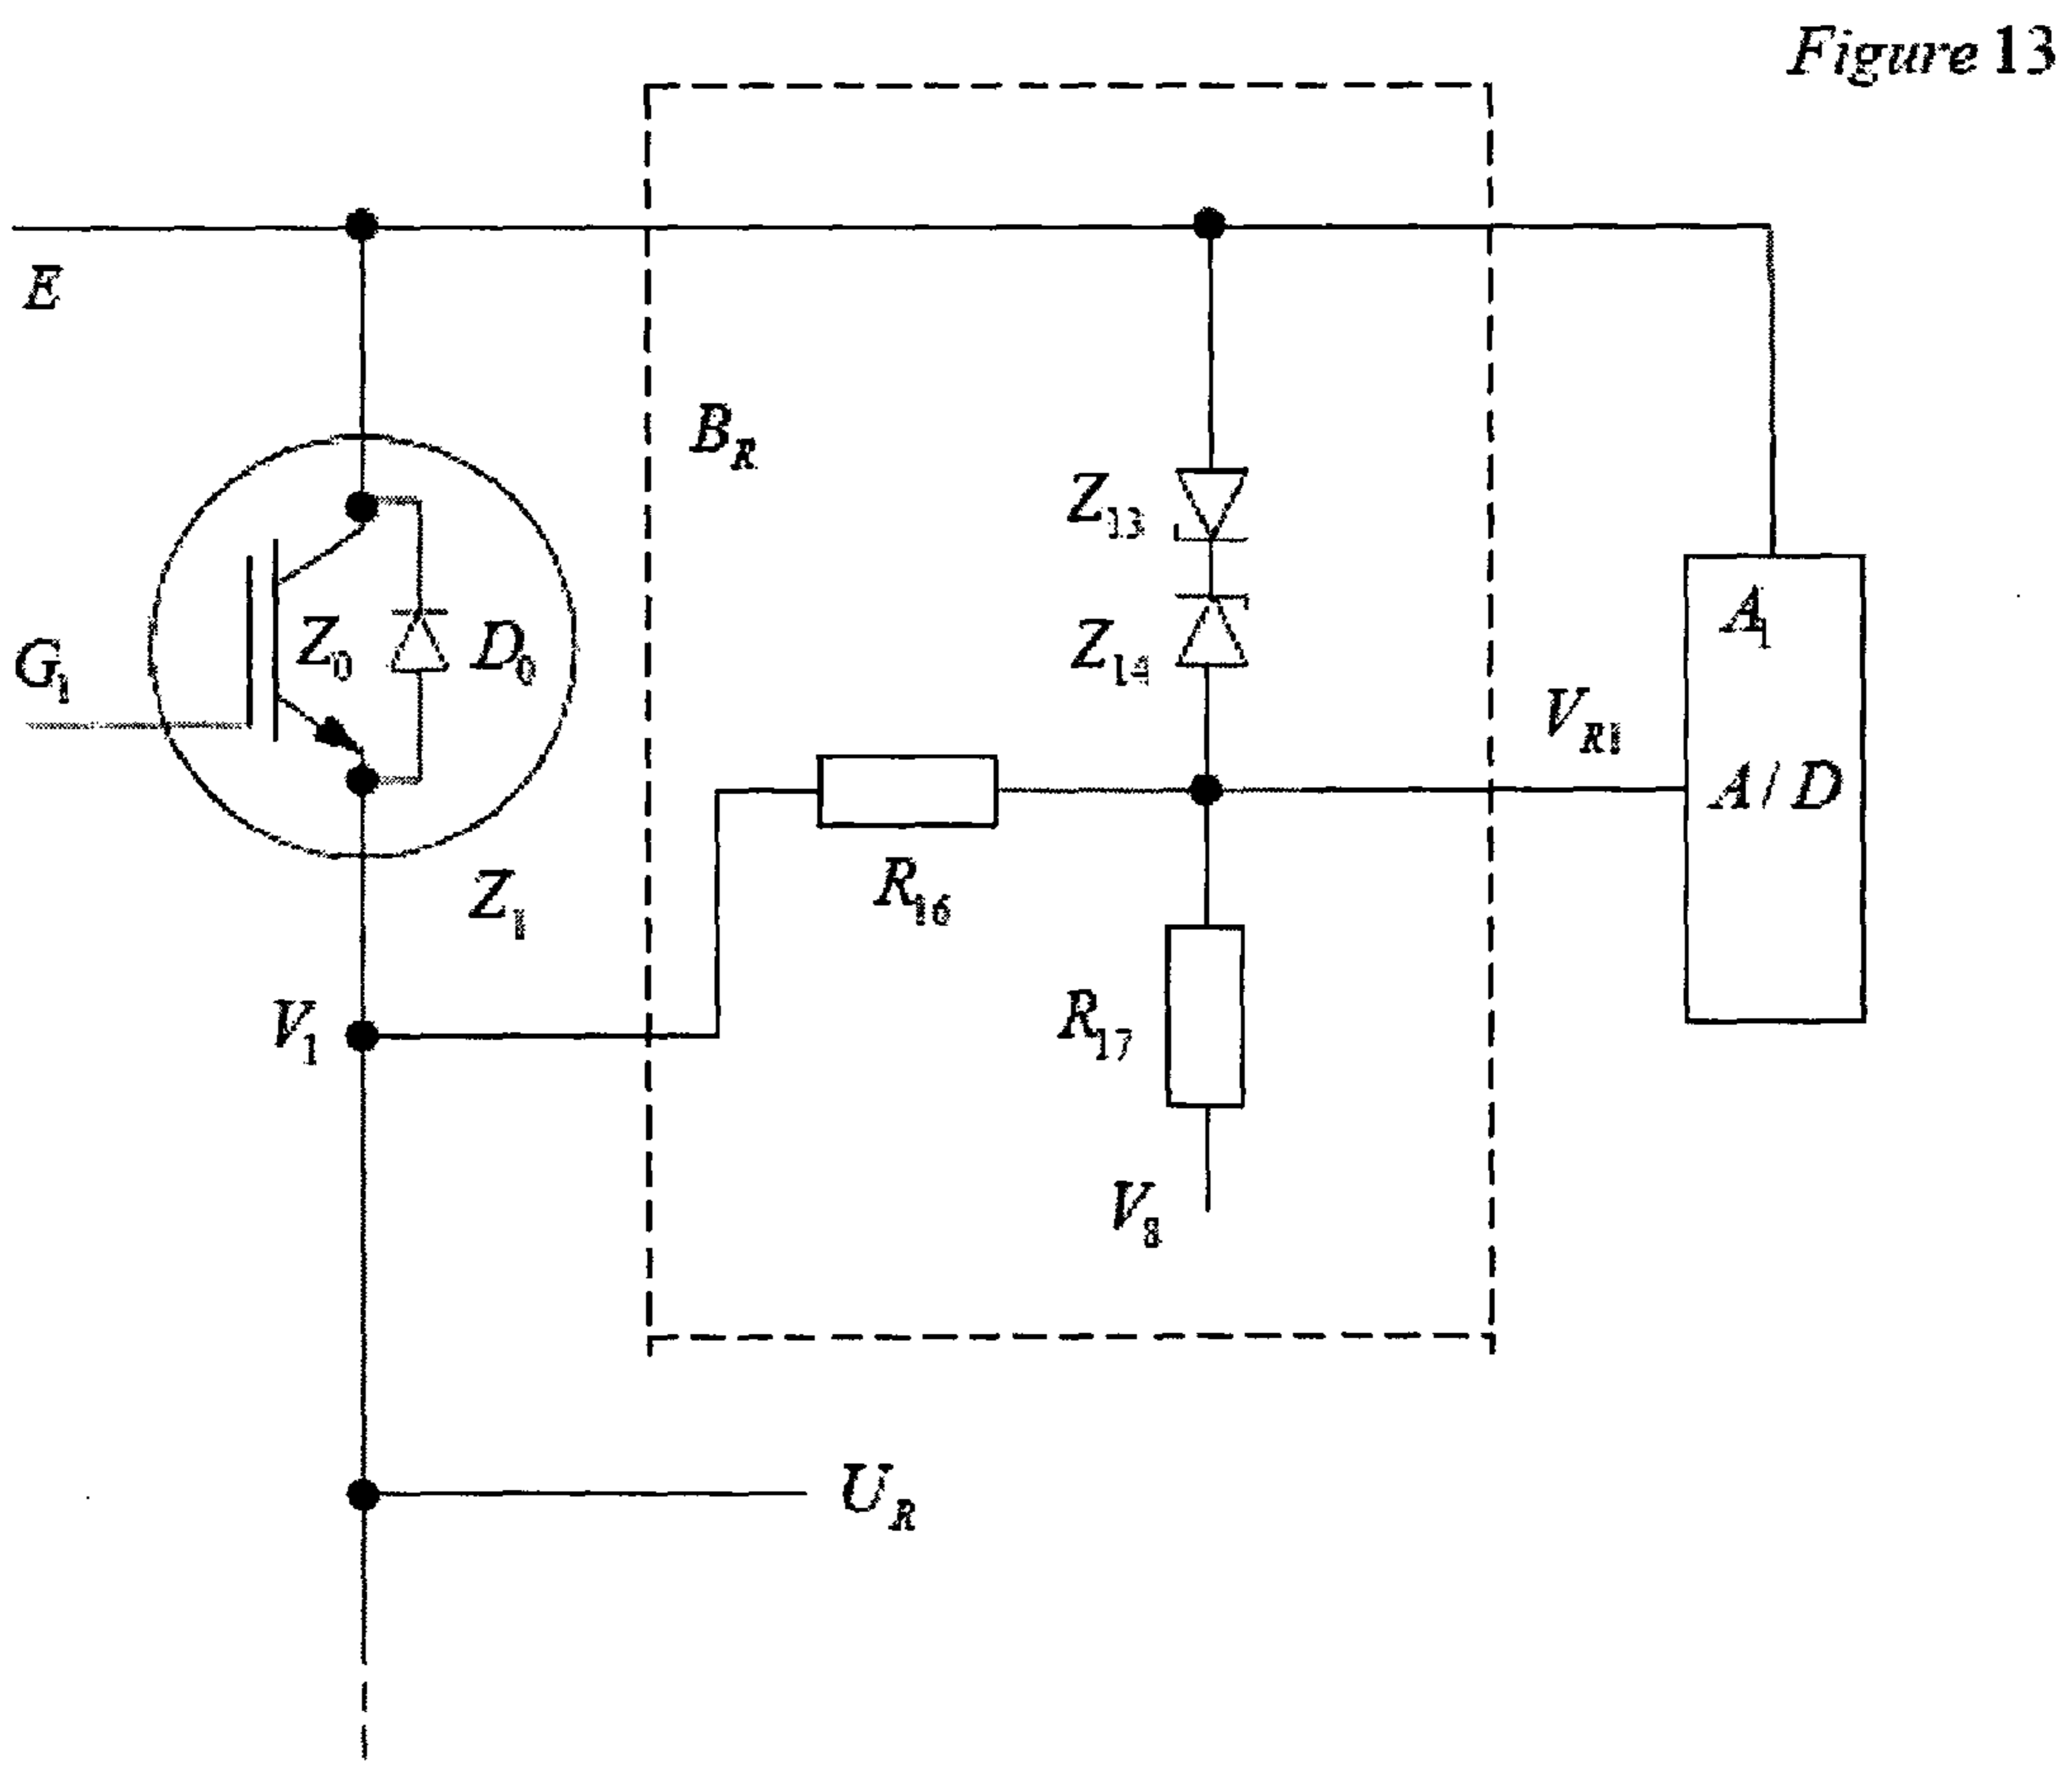 Figure 13
E
B_R
Z_13
A_1
G_1
Z_0
D_0
Z_14
V_R1
A/D
Z_1
R_16
V_1
R_17
V_8
U_R